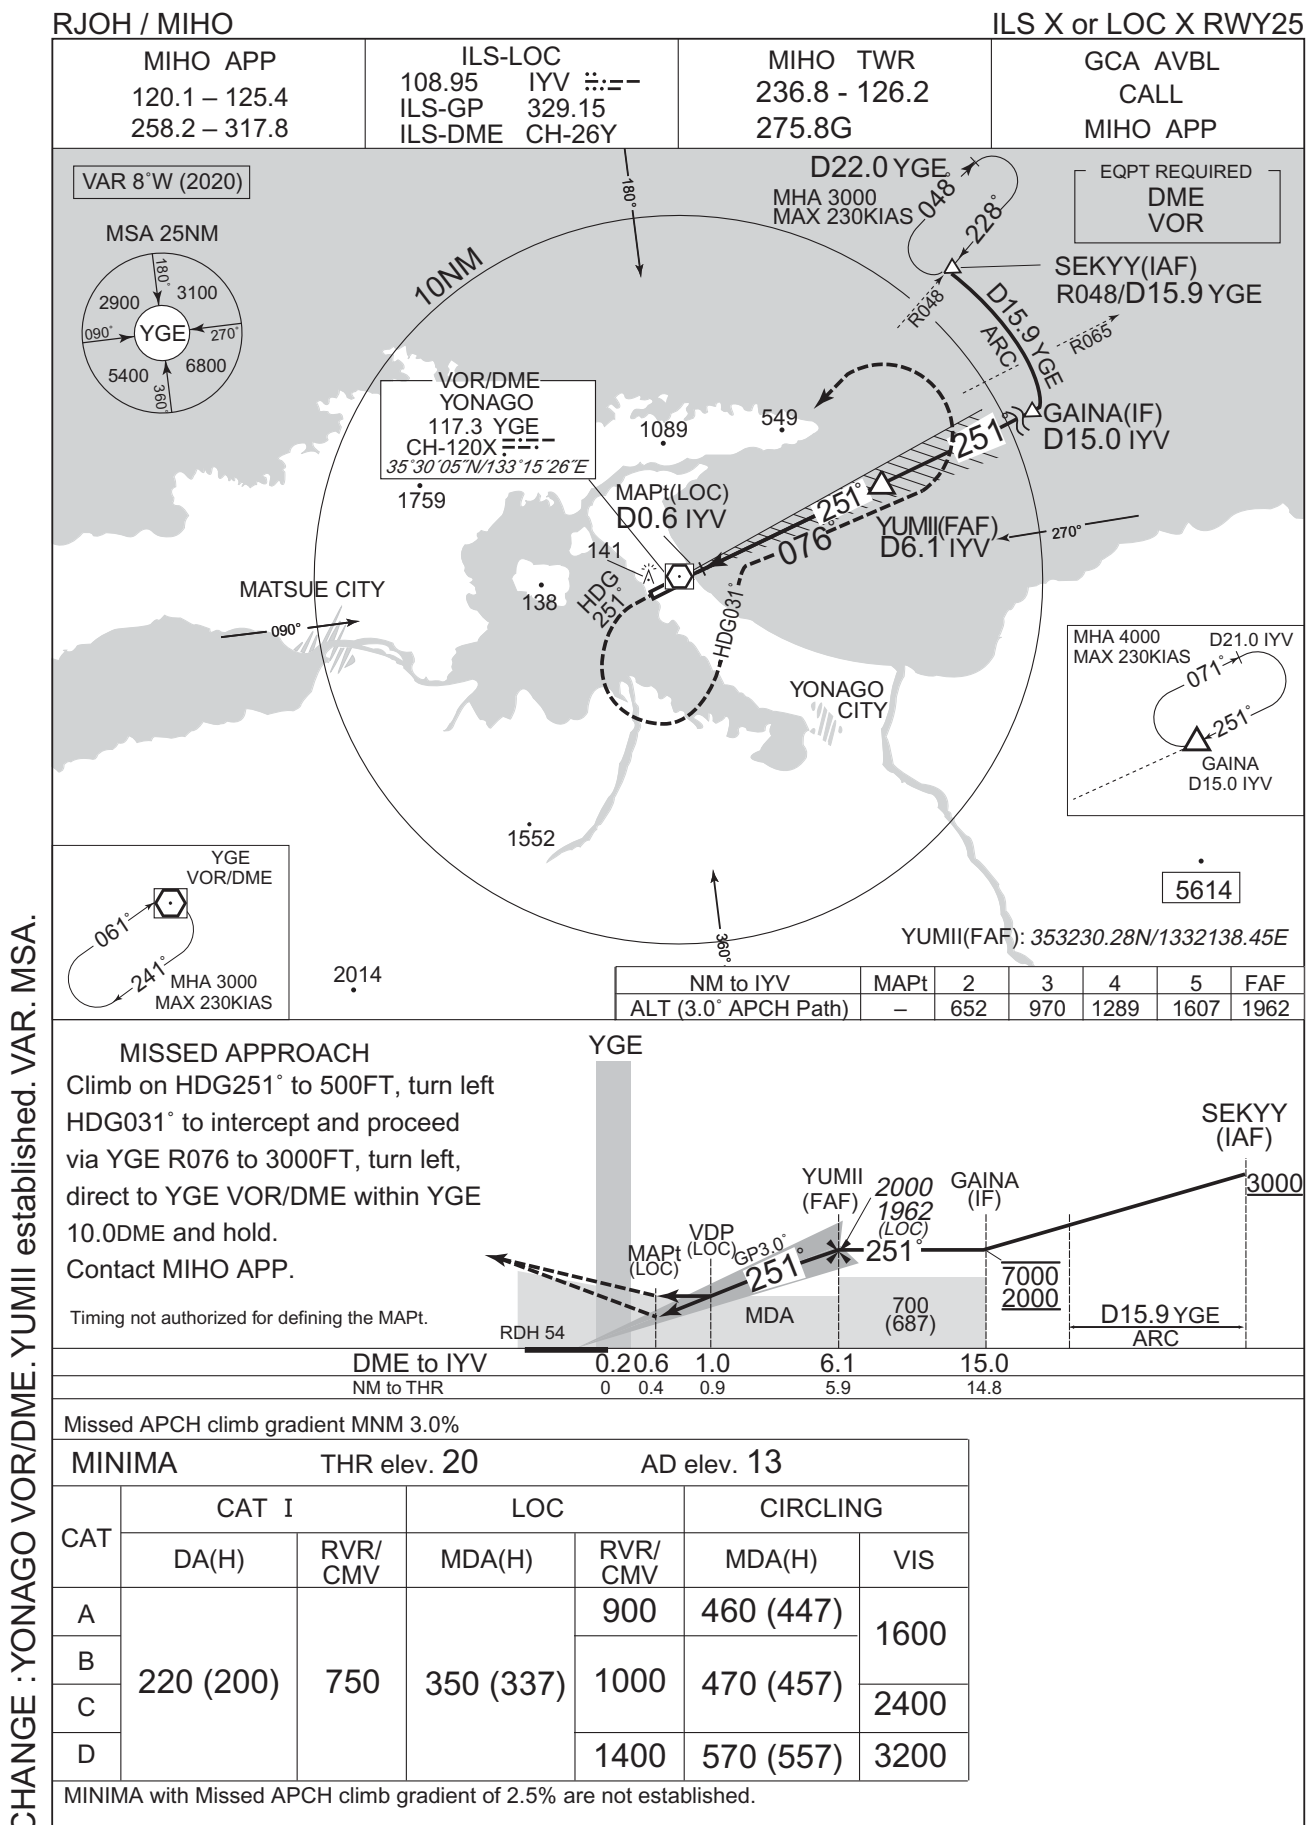 RJOH / MIHO
ILS X or LOC X RWY25
MIHO APP
120.1 – 125.4
258.2 – 317.8
ILS-LOC
108.95 IYV
ILS-GP 329.15
ILS-DME CH-26Y
MIHO TWR
236.8 - 126.2
275.8G
GCA AVBL
CALL
MIHO APP
VAR 8°W (2020)
MSA 25NM
180°
2900
3100
090°
YGE
270°
5400
6800
360°
10NM
180°
D22.0 YGE
MHA 3000
MAX 230KIAS
048°
228°
EQPT REQUIRED
DME
VOR
SEKYY(IAF)
R048/D15.9 YGE
R048
D15.9 YGE
ARC
R065
GAINA(IF)
D15.0 IYV
VOR/DME
YONAGO
117.3 YGE
CH-120X
35°30′05″N/133°15′26″E
1089
549
1759
251°
251°
MAPt(LOC)
D0.6 IYV
YUMII(FAF)
D6.1 IYV
270°
076°
141
138
HDG
251°
HDG031°
MATSUE CITY
090°
YONAGO
CITY
MHA 4000
MAX 230KIAS
D21.0 IYV
071°
251°
GAINA
D15.0 IYV
1552
5614
360°
YUMII(FAF): 353230.28N/1332138.45E
YGE
VOR/DME
061°
241°
MHA 3000
MAX 230KIAS
2014
NM to IYV MAPt 2 3 4 5 FAF
ALT (3.0° APCH Path) – 652 970 1289 1607 1962
MISSED APPROACH
Climb on HDG251° to 500FT, turn left
HDG031° to intercept and proceed
via YGE R076 to 3000FT, turn left,
direct to YGE VOR/DME within YGE
10.0DME and hold.
Contact MIHO APP.
Timing not authorized for defining the MAPt.
YGE
SEKYY
(IAF)
3000
YUMII
(FAF)
2000
1962
(LOC)
GAINA
(IF)
VDP
(LOC)
MAPt
(LOC)
GP3.0°
251°
251°
7000
2000
MDA
700
(687)
D15.9 YGE
ARC
RDH 54
DME to IYV 0.2 0.6 1.0 6.1 15.0
NM to THR 0 0.4 0.9 5.9 14.8
Missed APCH climb gradient MNM 3.0%
MINIMA THR elev. 20 AD elev. 13
CAT CAT I LOC CIRCLING
DA(H) RVR/CMV MDA(H) RVR/CMV MDA(H) VIS
A 900 460 (447)
1600
B
220 (200) 750 350 (337) 1000 470 (457)
C 2400
D 1400 570 (557) 3200
MINIMA with Missed APCH climb gradient of 2.5% are not established.
CHANGE : YONAGO VOR/DME. YUMII established. VAR. MSA.